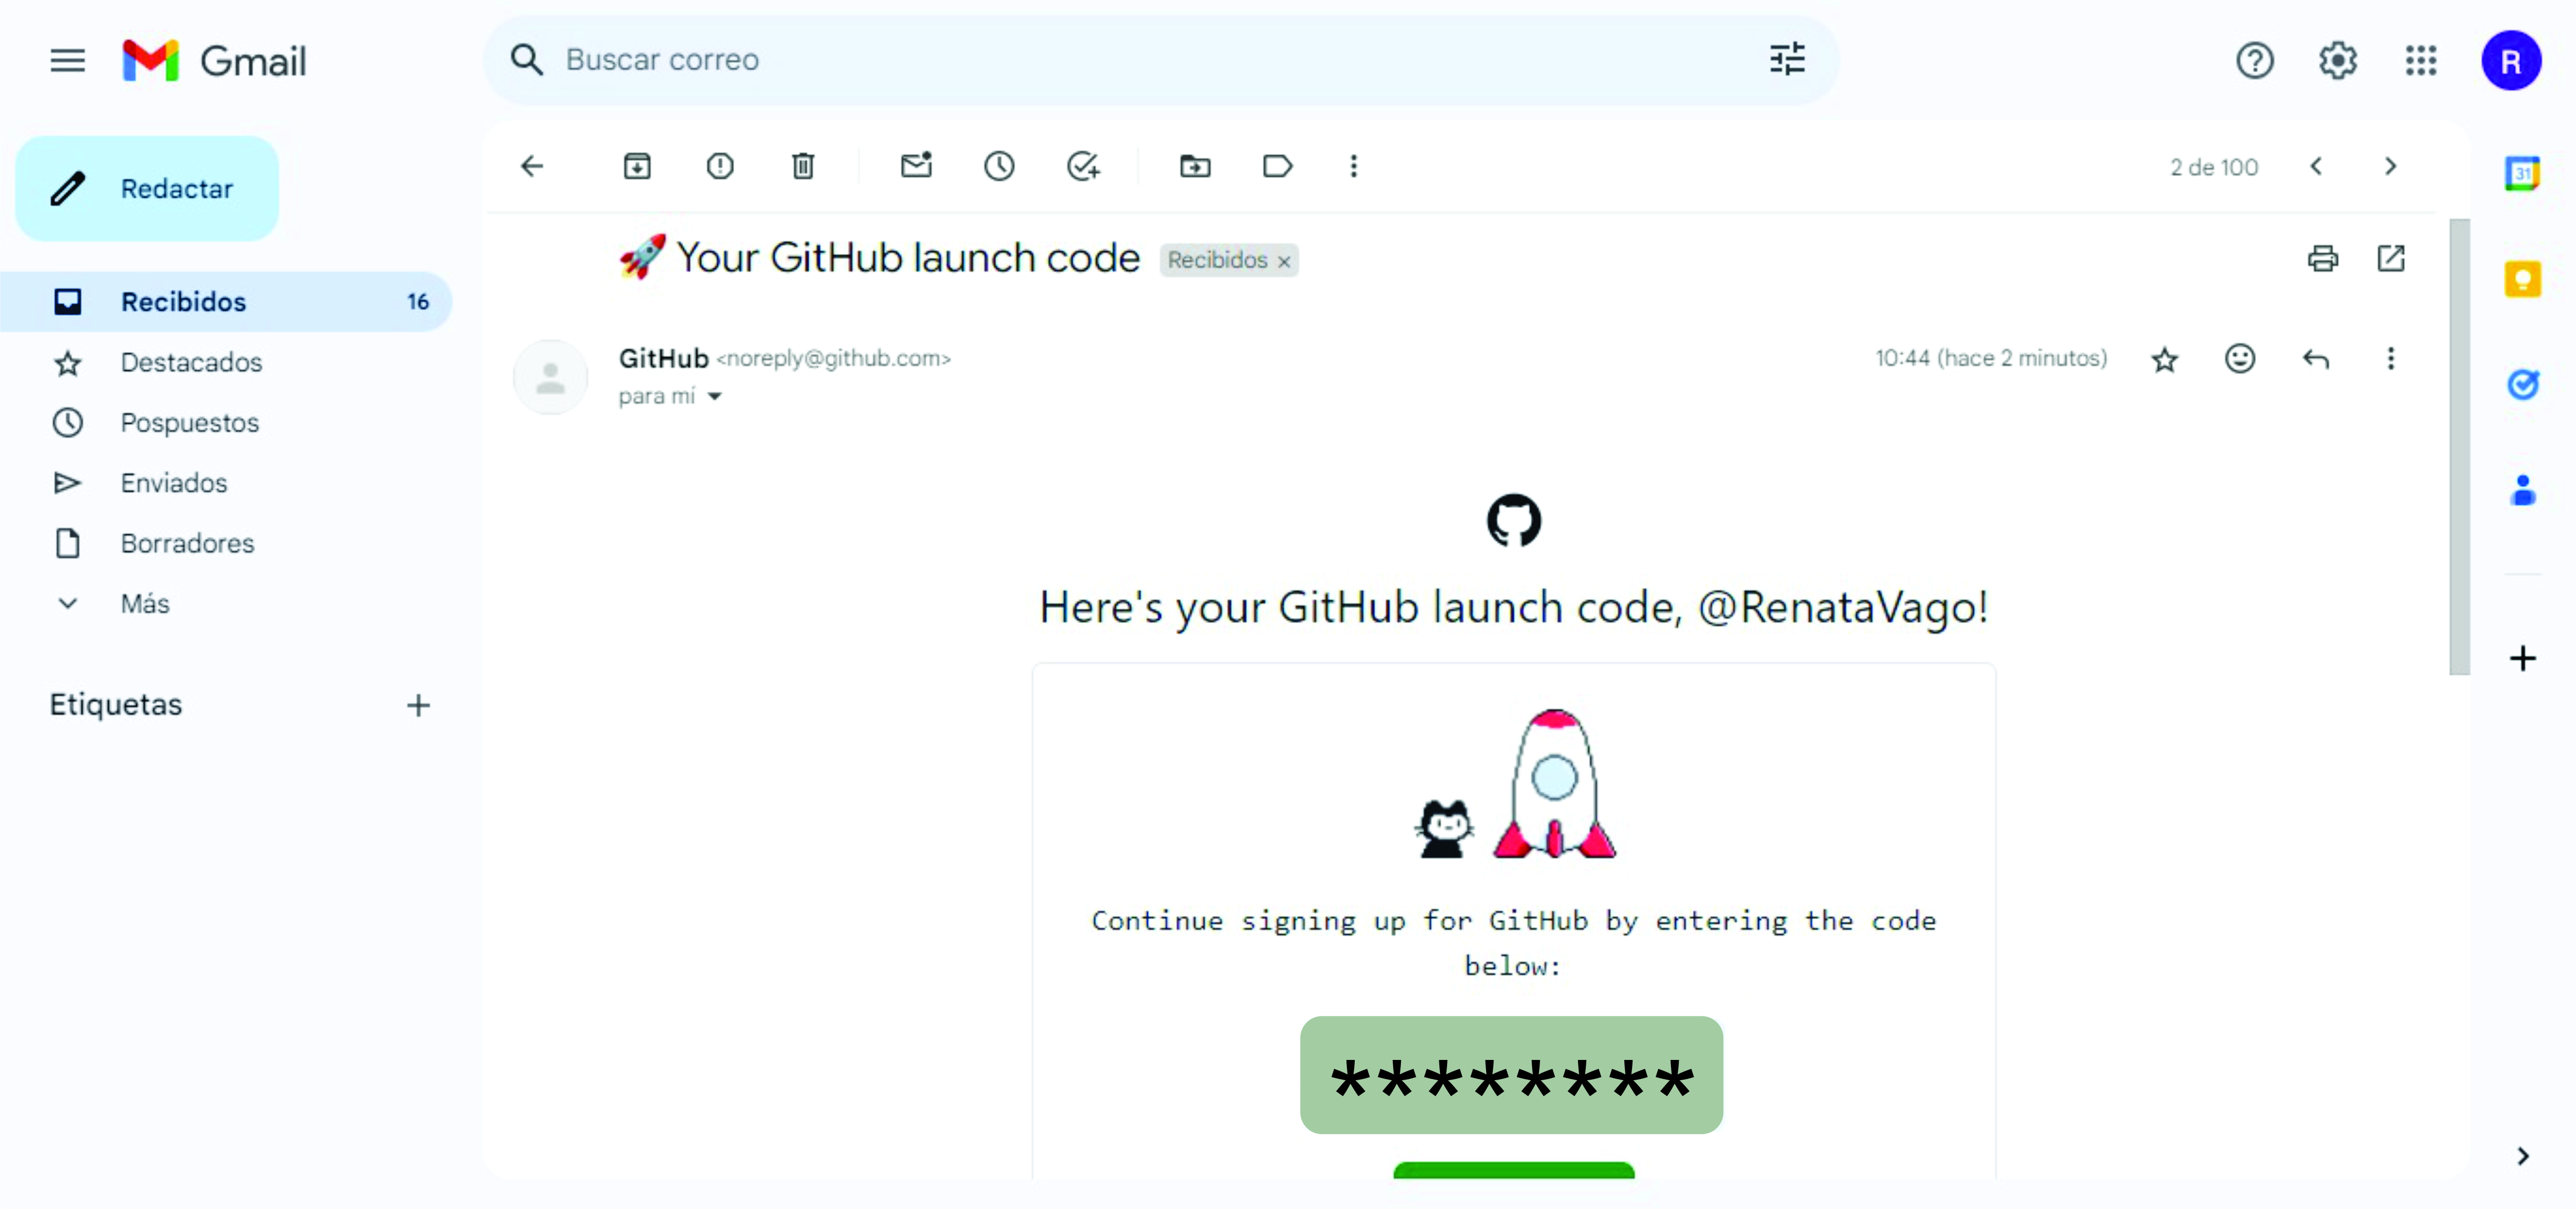 Gmail
Buscar correo
R
Redactar
2 de 100
31
🚀 Your GitHub launch code Recibidos ×
Recibidos 16
Destacados
Pospuestos
Enviados
Borradores
Más
Etiquetas +
GitHub <noreply@github.com>
10:44 (hace 2 minutos)
para mí
Here's your GitHub launch code, @RenataVago!
Continue signing up for GitHub by entering the code
below:
********